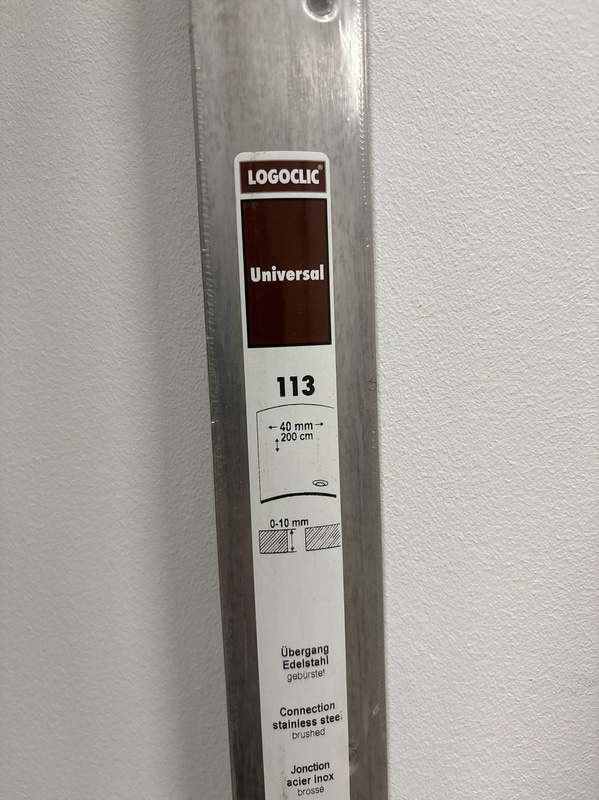 LOGOCLIC®
Universal
113
40 mm
200 cm
0-10 mm
Übergang
Edelstahl
gebürstet
Connection
stainless steel
brushed
Jonction
acier inox
brossé